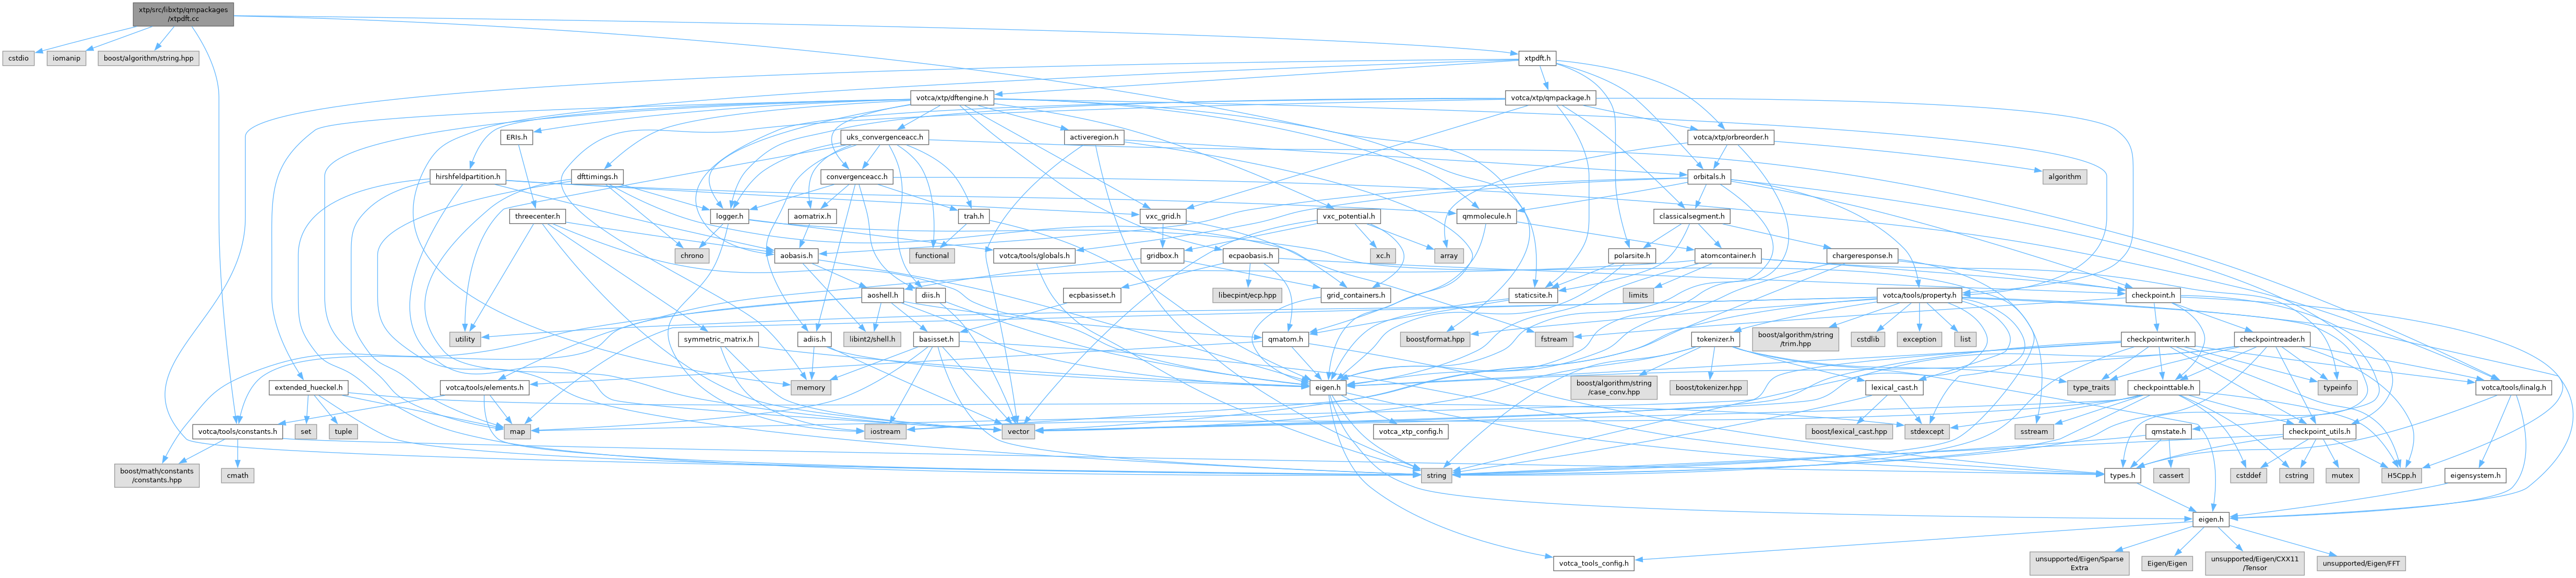 xtp/src/libxtp/qmpackages
/xtpdft.cc
cstdio
iomanip
boost/algorithm/string.hpp
xtpdft.h
votca/xtp/dftengine.h
votca/xtp/qmpackage.h
ERIs.h
uks_convergenceacc.h
activeregion.h
votca/xtp/orbreorder.h
hirshfeldpartition.h
dfttimings.h
convergenceacc.h
orbitals.h
algorithm
threecenter.h
logger.h
aomatrix.h
trah.h
vxc_grid.h
vxc_potential.h
qmmolecule.h
classicalsegment.h
chrono
aobasis.h
functional
votca/tools/globals.h
gridbox.h
ecpaobasis.h
xc.h
array
polarsite.h
atomcontainer.h
chargeresponse.h
ecpbasisset.h
libecpint/ecp.hpp
aoshell.h
diis.h
grid_containers.h
staticsite.h
limits
votca/tools/property.h
checkpoint.h
utility
symmetric_matrix.h
adiis.h
libint2/shell.h
basisset.h
qmatom.h
boost/format.hpp
fstream
tokenizer.h
boost/algorithm/string
/trim.hpp
cstdlib
exception
list
checkpointwriter.h
checkpointreader.h
extended_hueckel.h
votca/tools/elements.h
memory
eigen.h
boost/algorithm/string
/case_conv.hpp
boost/tokenizer.hpp
lexical_cast.h
type_traits
checkpointtable.h
typeinfo
votca/tools/linalg.h
votca/tools/constants.h
set
tuple
map
iostream
vector
votca_xtp_config.h
boost/lexical_cast.hpp
stdexcept
sstream
qmstate.h
checkpoint_utils.h
boost/math/constants
/constants.hpp
cmath
string
types.h
cassert
cstddef
cstring
mutex
H5Cpp.h
eigensystem.h
eigen.h
votca_tools_config.h
unsupported/Eigen/Sparse
Extra
Eigen/Eigen
unsupported/Eigen/CXX11
/Tensor
unsupported/Eigen/FFT